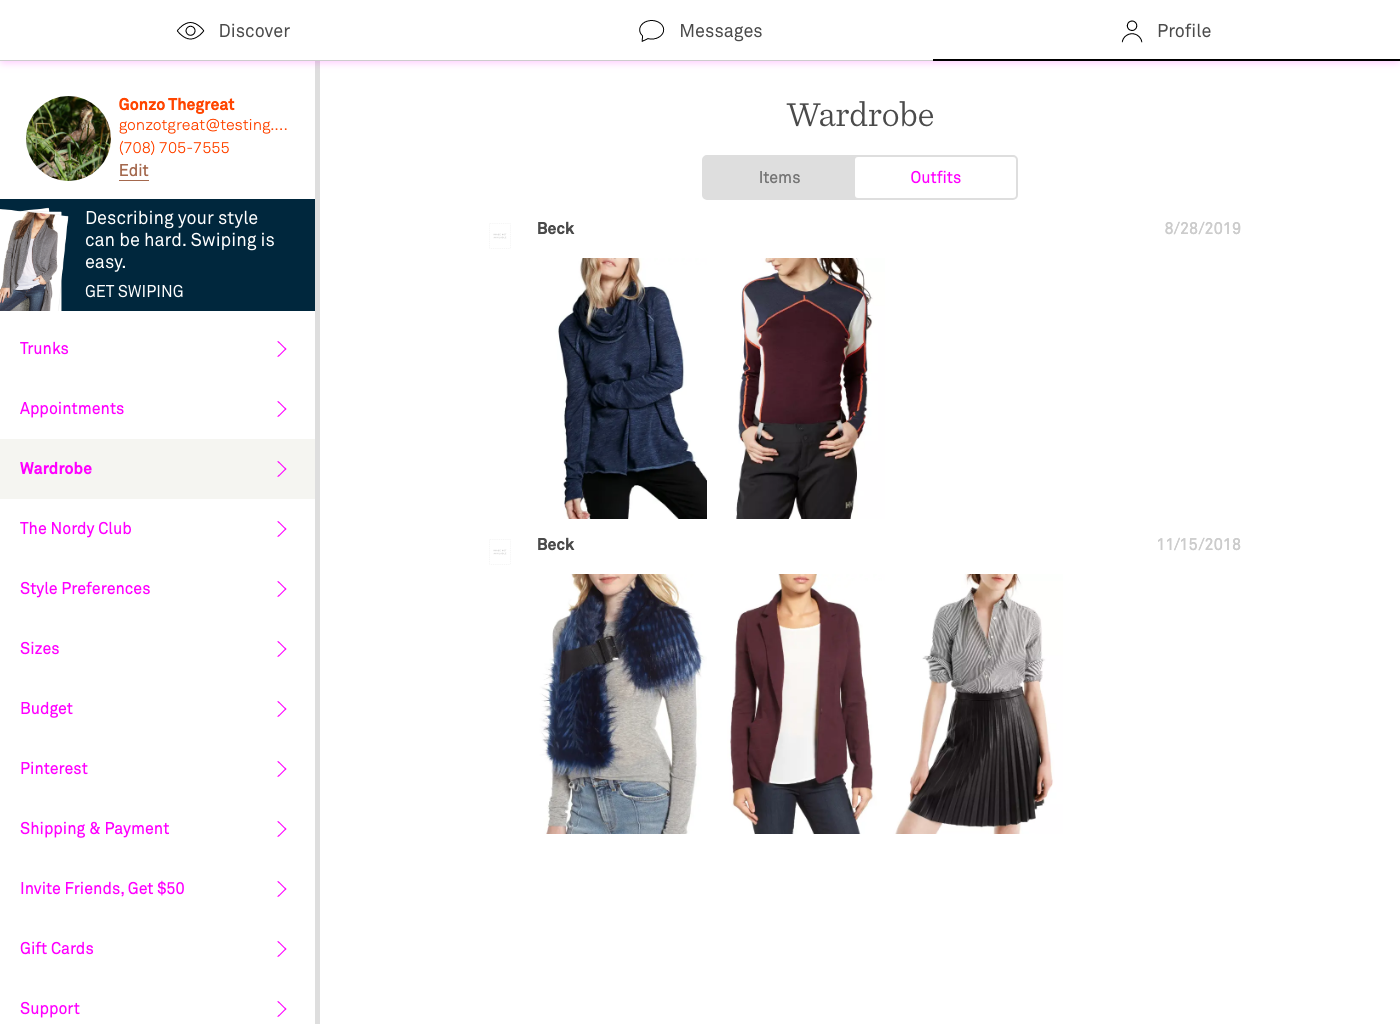 Discover
Messages
Profile
Gonzo Thegreat
gonzotgreat@testing....
(708) 705-7555
Edit
Describing your style
can be hard. Swiping is
easy.
GET SWIPING
Trunks
Appointments
Wardrobe
The Nordy Club
Style Preferences
Sizes
Budget
Pinterest
Shipping & Payment
Invite Friends, Get $50
Gift Cards
Support
Wardrobe
Items
Outfits
Beck
8/28/2019
Beck
11/15/2018